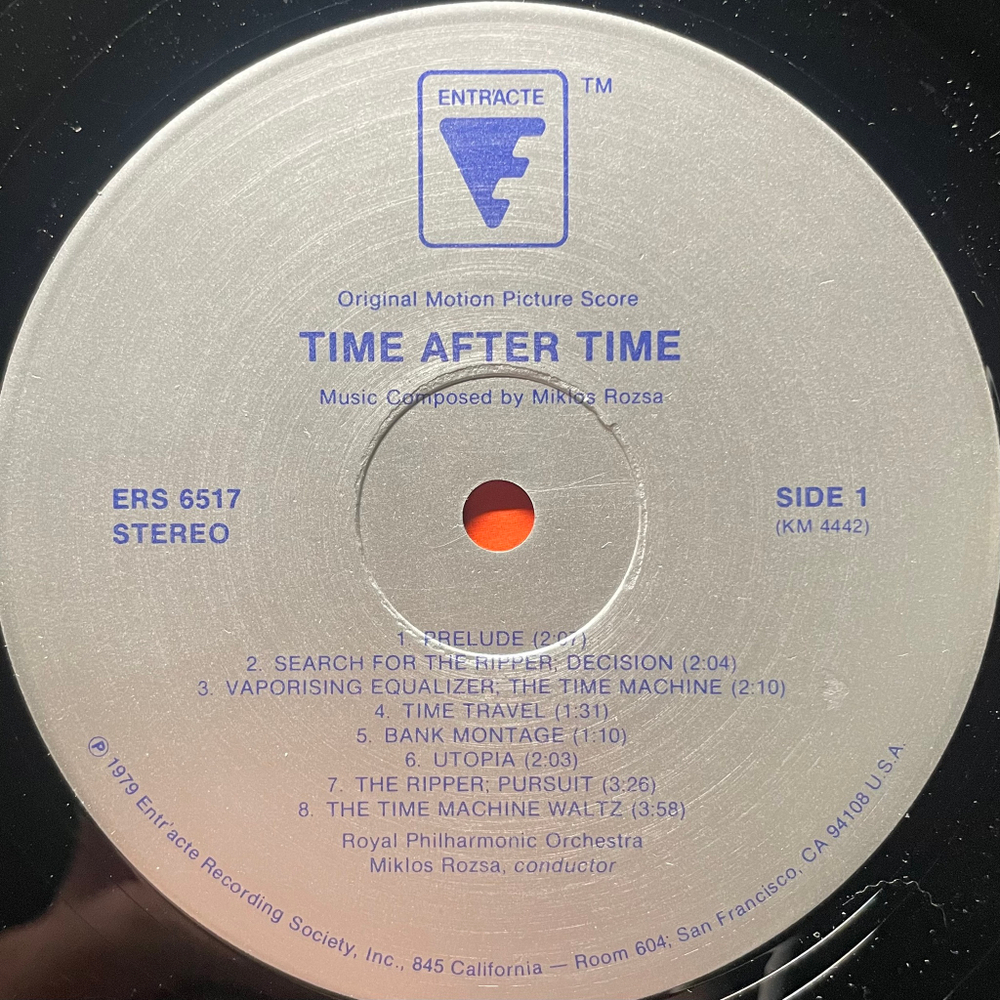 ENTR'ACTE
TM
Original Motion Picture Score
TIME AFTER TIME
Music Composed by Miklos Rozsa
ERS 6517
STEREO
SIDE 1
(KM 4442)
1. PRELUDE (2:07)
2. SEARCH FOR THE RIPPER; DECISION (2:04)
3. VAPORISING EQUALIZER; THE TIME MACHINE (2:10)
4. TIME TRAVEL (1:31)
5. BANK MONTAGE (1:10)
6. UTOPIA (2:03)
7. THE RIPPER; PURSUIT (3:26)
8. THE TIME MACHINE WALTZ (3:58)
Royal Philharmonic Orchestra
Miklos Rozsa, conductor
Ⓟ 1979 Entr'acte Recording Society, Inc., 845 California — Room 604; San Francisco, CA 94108 U.S.A.